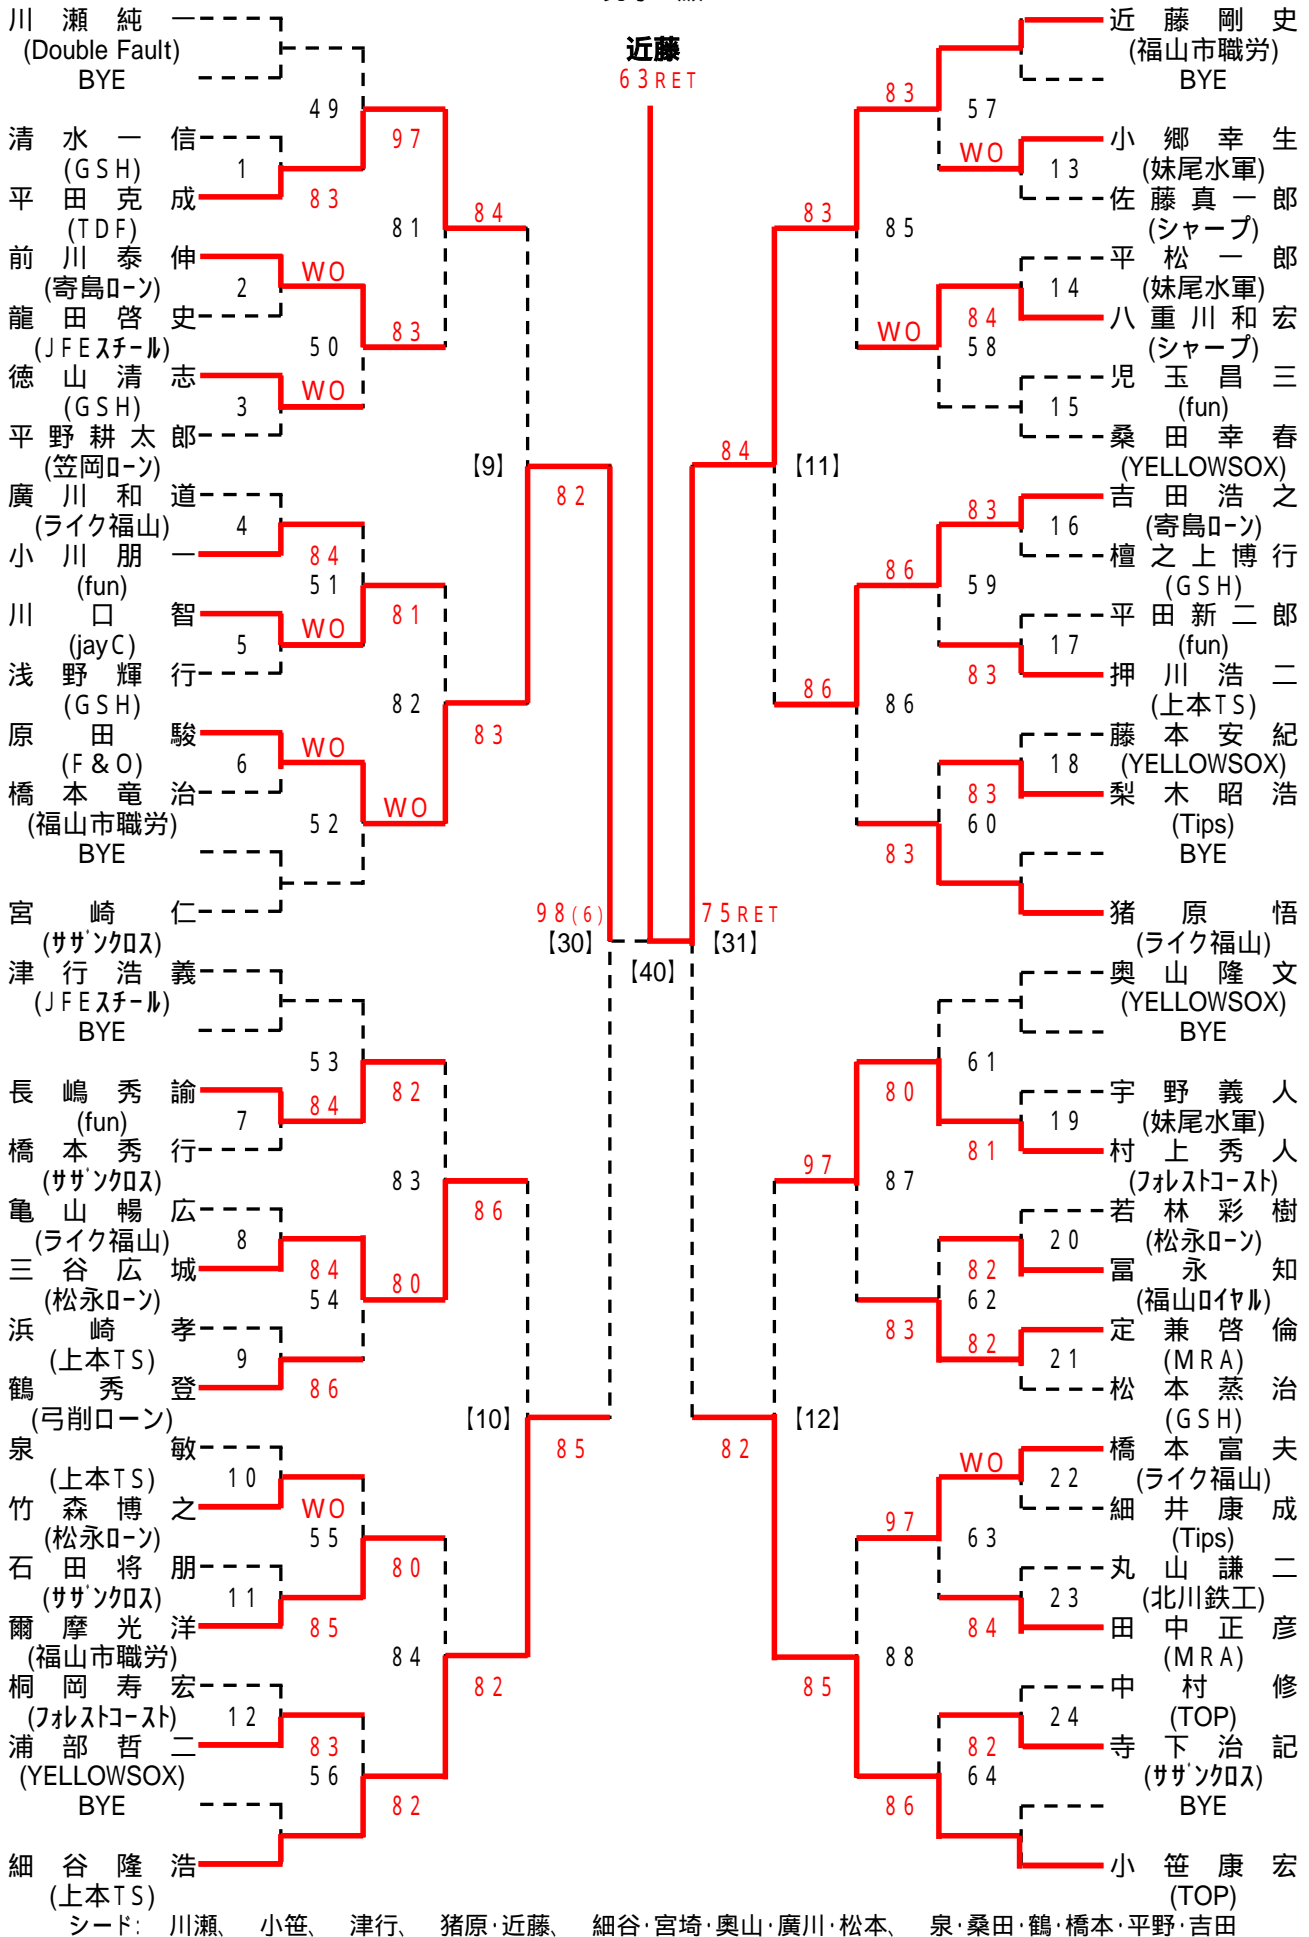 近藤
63RET
川瀬純一
(Double Fault)
BYE
49
清水一信
(GSH)
1
97
平田克成
83
(TDF)
84
81
前川泰伸
WO
(寄島ローン)
2
龍田啓史
(JFEスチール)
50
83
徳山清志
WO
(GSH)
3
平野耕太郎
(笠岡ローン)
【9】
82
廣川和道
(ライク福山)
4
小川朋一
84
(fun)
51
川口智
WO
81
(jayC)
5
浅野輝行
(GSH)
82
原田駿
WO
83
(F&O)
6
橋本竜治
WO
(福山市職労)
52
BYE
宮崎仁
98(6)
(サザンクロス)
【30】
【40】
津行浩義
(JFEスチール)
BYE
53
長嶋秀諭
84
82
(fun)
7
橋本秀行
(サザンクロス)
83
亀山暢広
86
(ライク福山)
8
三谷広城
84
80
(松永ローン)
54
浜崎孝
(上本TS)
9
鶴秀登
86
(弓削ローン)
【10】
85
泉敏
(上本TS)
10
竹森博之
WO
(松永ローン)
55
石田将朋
80
(サザンクロス)
11
爾摩光洋
85
(福山市職労)
84
82
桐岡寿宏
(フォレストコースト)
12
浦部哲二
83
(YELLOWSOX)
56
BYE
82
細谷隆浩
(上本TS)
近藤剛史
(福山市職労)
BYE
83
57
小郷幸生
WO
(妹尾水軍)
13
佐藤真一郎
83
(シャープ)
85
平松一郎
(妹尾水軍)
14
八重川和宏
84
WO
(シャープ)
58
児玉昌三
(fun)
15
桑田幸春
84
(YELLOWSOX)
【11】
吉田浩之
83
(寄島ローン)
16
檀之上博行
86
(GSH)
59
平田新二郎
(fun)
17
押川浩二
83
86
(上本TS)
86
藤本安紀
(YELLOWSOX)
18
梨木昭浩
83
(Tips)
60
BYE
83
猪原悟
75RET
(ライク福山)
【31】
奥山隆文
(YELLOWSOX)
BYE
61
宇野義人
80
(妹尾水軍)
19
村上秀人
81
97
(フォレストコースト)
87
若林彩樹
(松永ローン)
20
冨永知
82
(福山ロイヤル)
62
定兼啓倫
83
82
(MRA)
21
松本蒸治
(GSH)
【12】
橋本富夫
WO
82
(ライク福山)
22
細井康成
97
(Tips)
63
丸山謙二
(北川鉄工)
23
田中正彦
84
(MRA)
88
中村修
85
(TOP)
24
寺下治記
82
(サザンクロス)
64
BYE
86
小笹康宏
(TOP)
シード: 川瀬、 小笹、 津行、 猪原・近藤、 細谷・宮埼・奥山・廣川・松本、 泉・桑田・鶴・橋本・平野・吉田